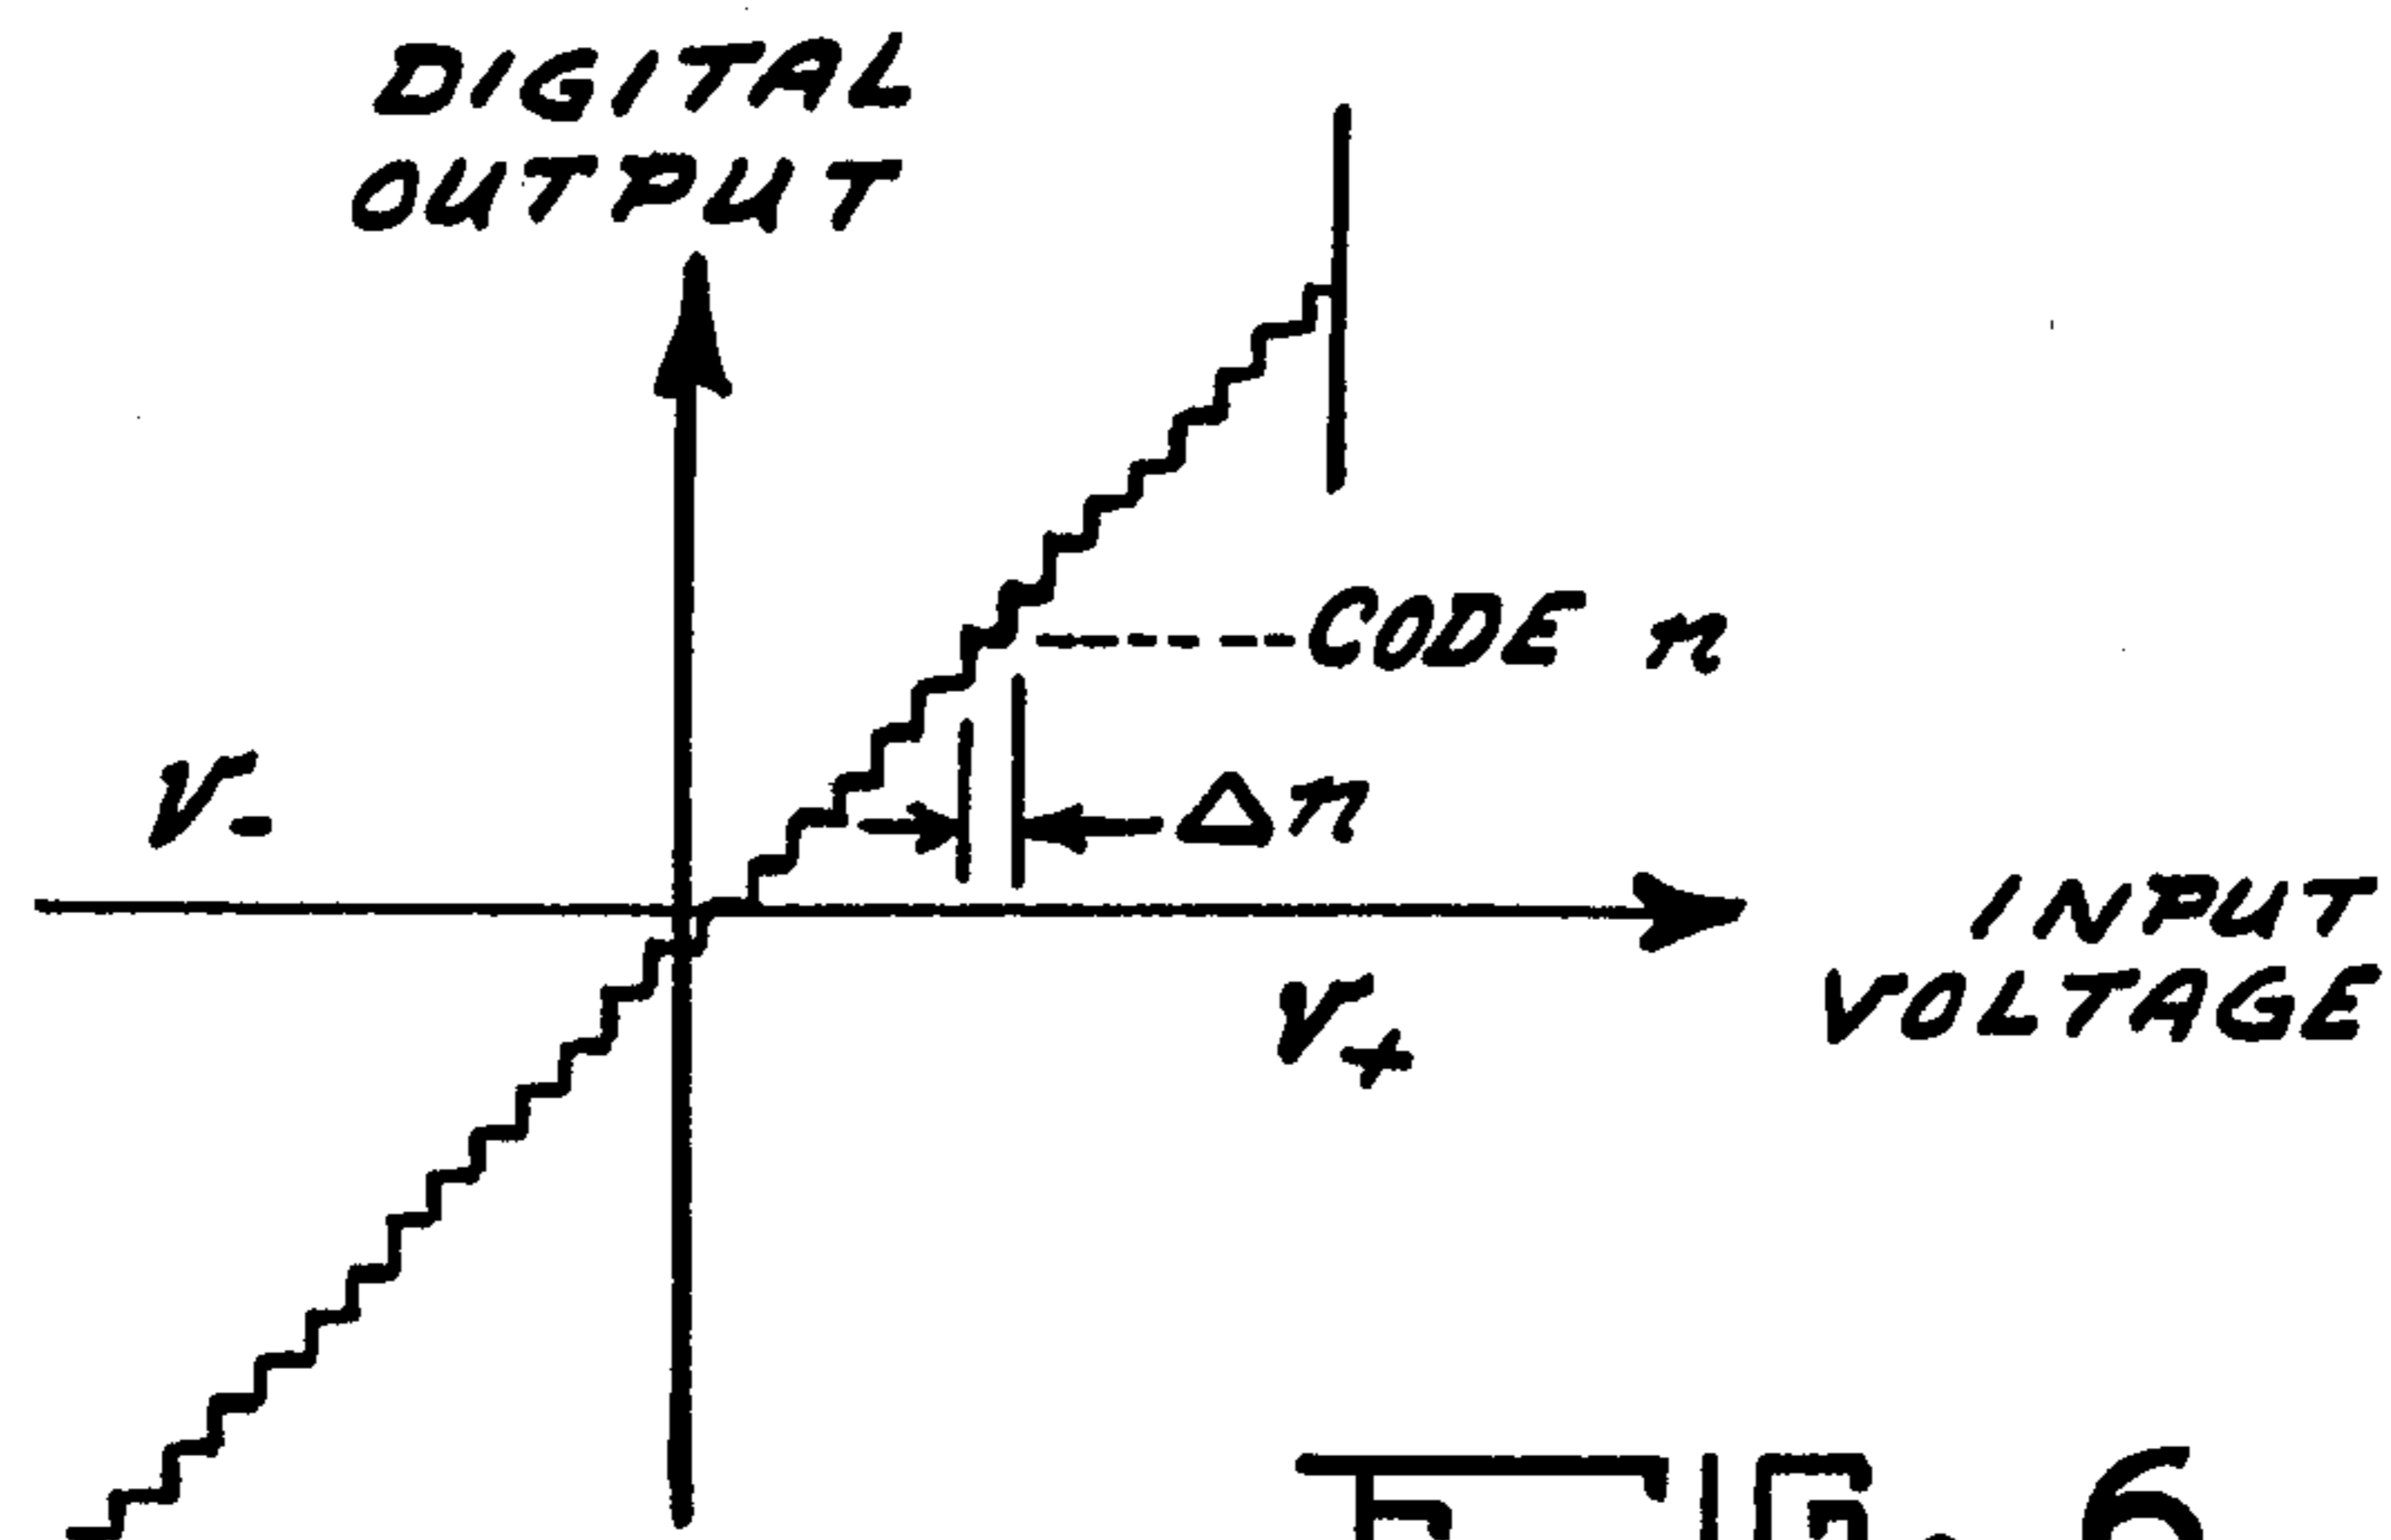 DIGITAL
OUTPUT
CODE n
V-
Δn
INPUT
VOLTAGE
V+
FIG. 6